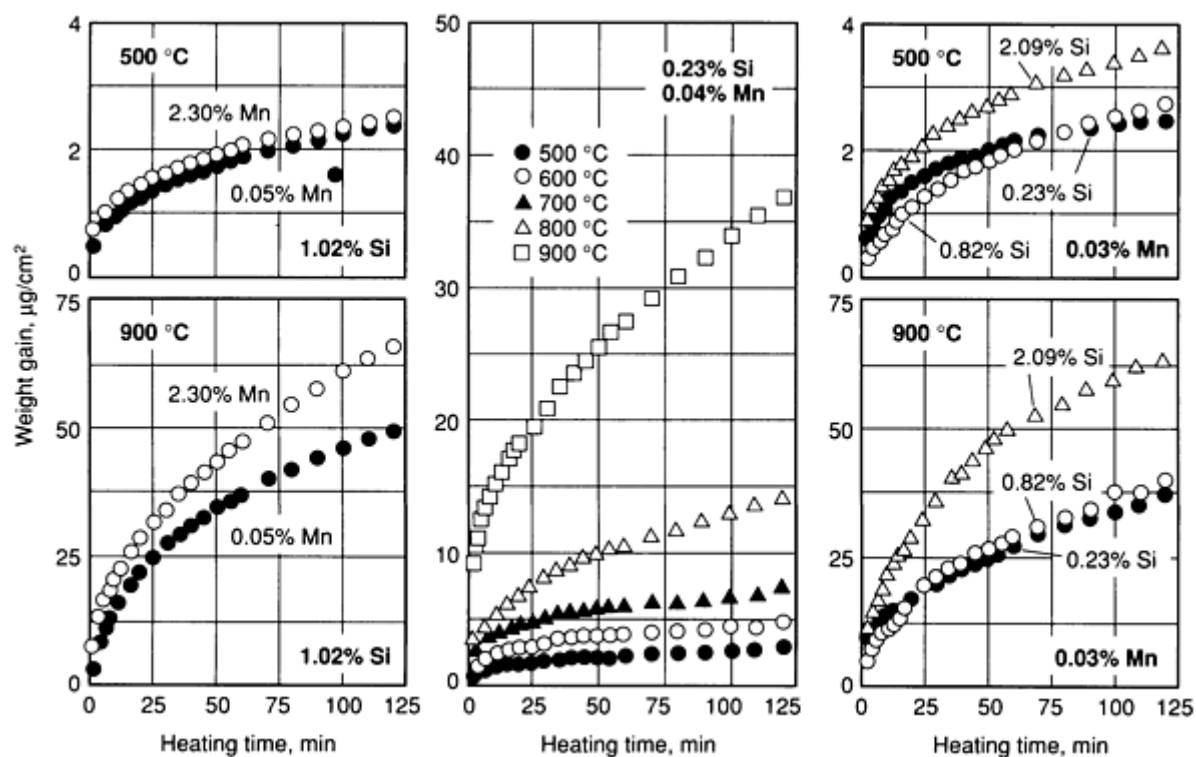 Weight gain, µg/cm²
4
2
0
500 °C
2.30% Mn
0.05% Mn
1.02% Si
75
50
25
0
900 °C
2.30% Mn
0.05% Mn
1.02% Si
0 25 50 75 100 125
Heating time, min
50
40
30
20
10
0
0.23% Si
0.04% Mn
500 °C
600 °C
700 °C
800 °C
900 °C
0 25 50 75 100 125
Heating time, min
4
2
0
500 °C
2.09% Si
0.23% Si
0.82% Si
0.03% Mn
75
50
25
0
900 °C
2.09% Si
0.82% Si
0.23% Si
0.03% Mn
0 25 50 75 100 125
Heating time, min